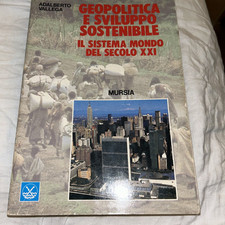 ADALBERTO
VALLEGA
GEOPOLITICA
E SVILUPPO
SOSTENIBILE
IL SISTEMA MONDO
DEL SECOLO XXI
MURSIA